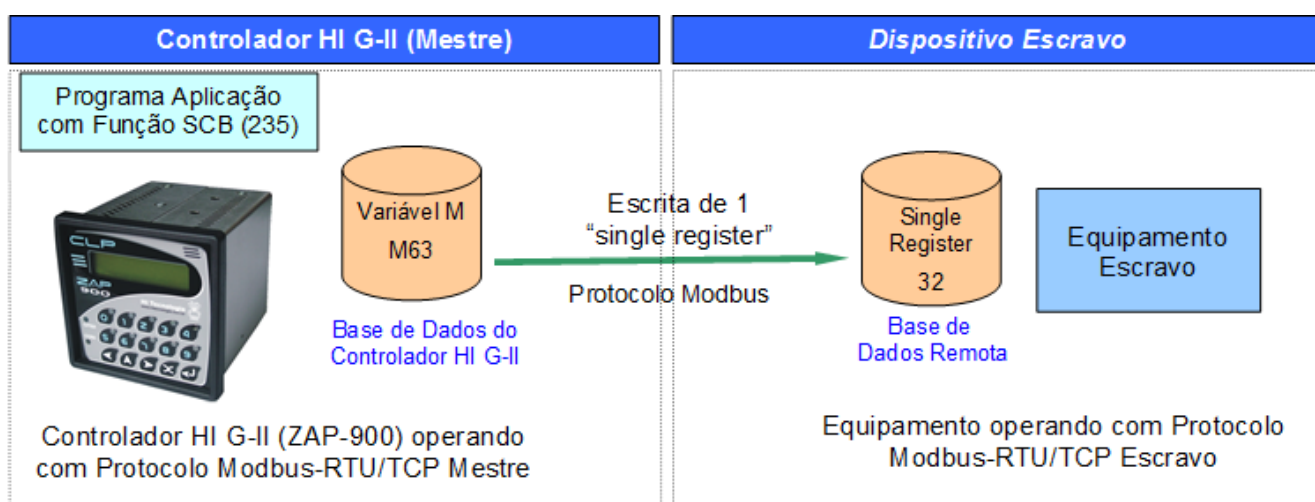 Controlador HI G-II (Mestre)
Dispositivo Escravo
Programa Aplicação
com Função SCB (235)
CLP
ZAP
900
Variável M
M63
Base de Dados do
Controlador HI G-II
Escrita de 1
“single register”
Protocolo Modbus
Single
Register
32
Base de
Dados Remota
Equipamento
Escravo
Controlador HI G-II (ZAP-900) operando
com Protocolo Modbus-RTU/TCP Mestre
Equipamento operando com Protocolo
Modbus-RTU/TCP Escravo